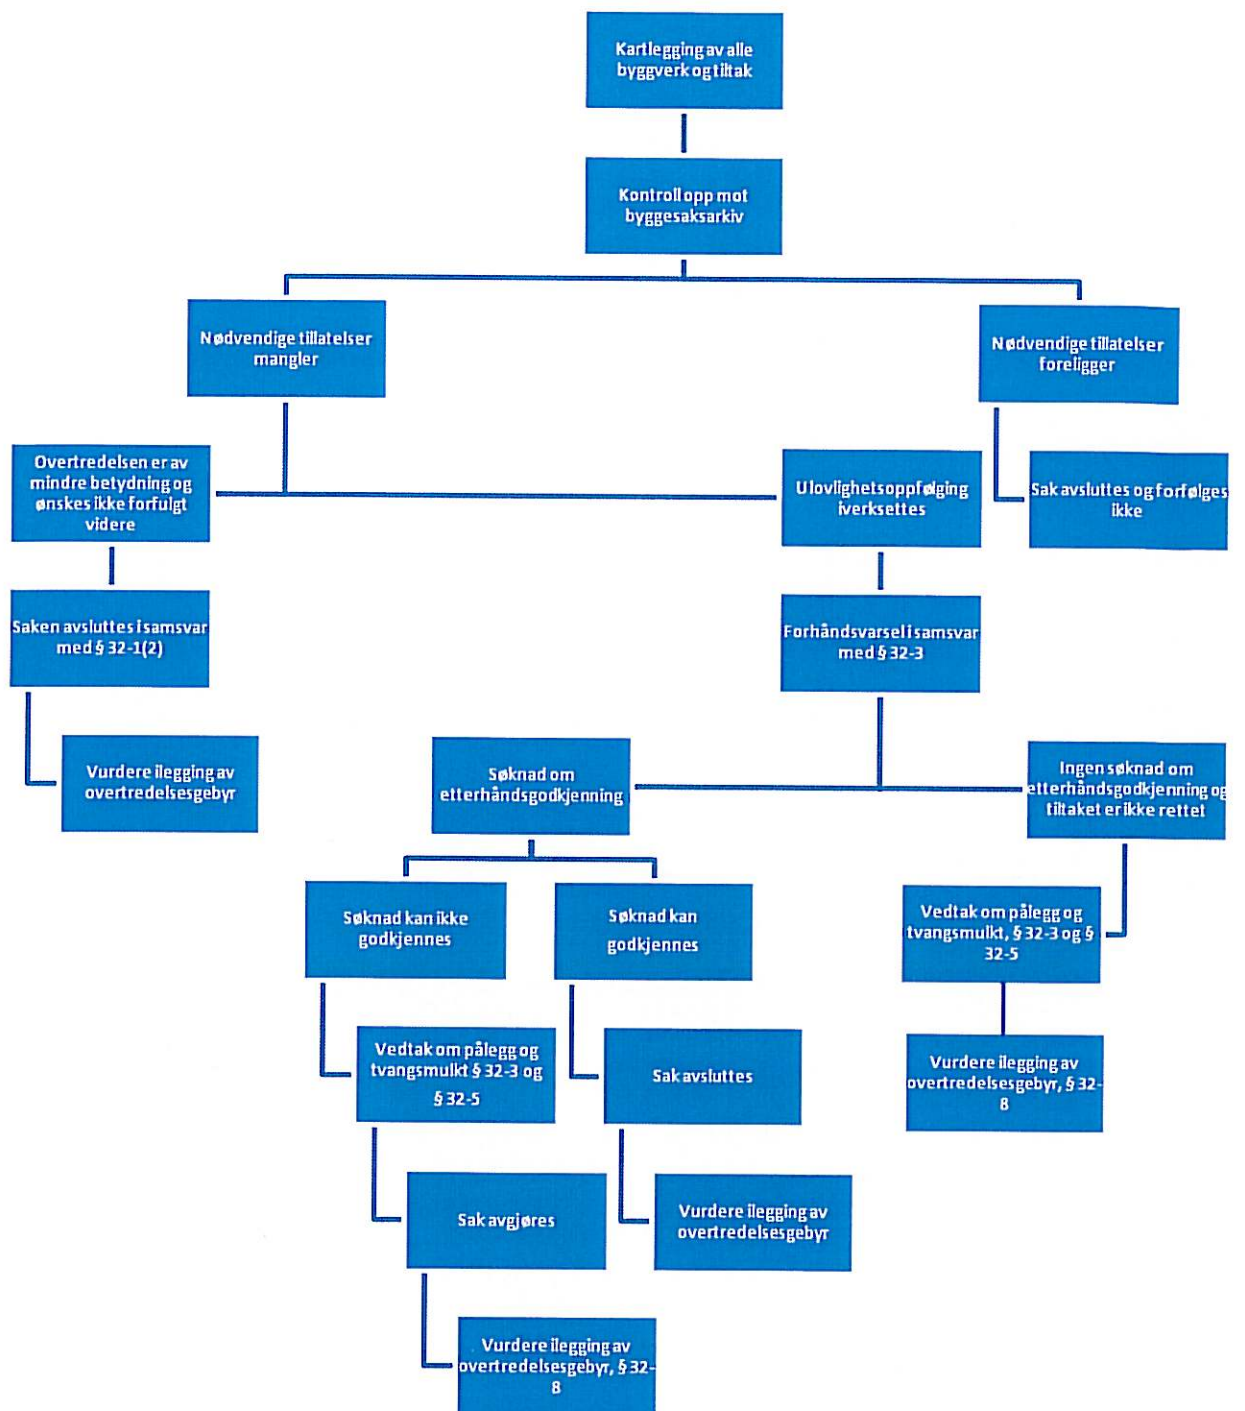 Kartlegging av alle
byggverk og tiltak
Kontroll opp mot
byggesaksarkiv
Nødvendige tillatelser
mangler
Nødvendige tillatelser
foreligger
Overtredelsen er av
mindre betydning og
ønskes ikke forfulgt
videre
Ulovlighetsoppfølging
iverksettes
Sak avsluttes og forfølges
ikke
Saken avsluttes i samsvar
med § 32-1(2)
Forhåndsvarsel i samsvar
med § 32-3
Vurdere ilegging av
overtredelsesgebyr
Søknad om
etterhåndsgodkjenning
Ingen søknad om
etterhåndsgodkjenning og
tiltaket er ikke rettet
Søknad kan ikke
godkjennes
Søknad kan
godkjennes
Vedtak om pålegg og
tvangsmulkt, § 32-3 og §
32-5
Vedtak om pålegg og
tvangsmulkt § 32-3 og
§ 32-5
Sak avsluttes
Vurdere ilegging av
overtredelsesgebyr, § 32-
8
Sak avgjøres
Vurdere ilegging av
overtredelsesgebyr
Vurdere ilegging av
overtredelsesgebyr, § 32-
8